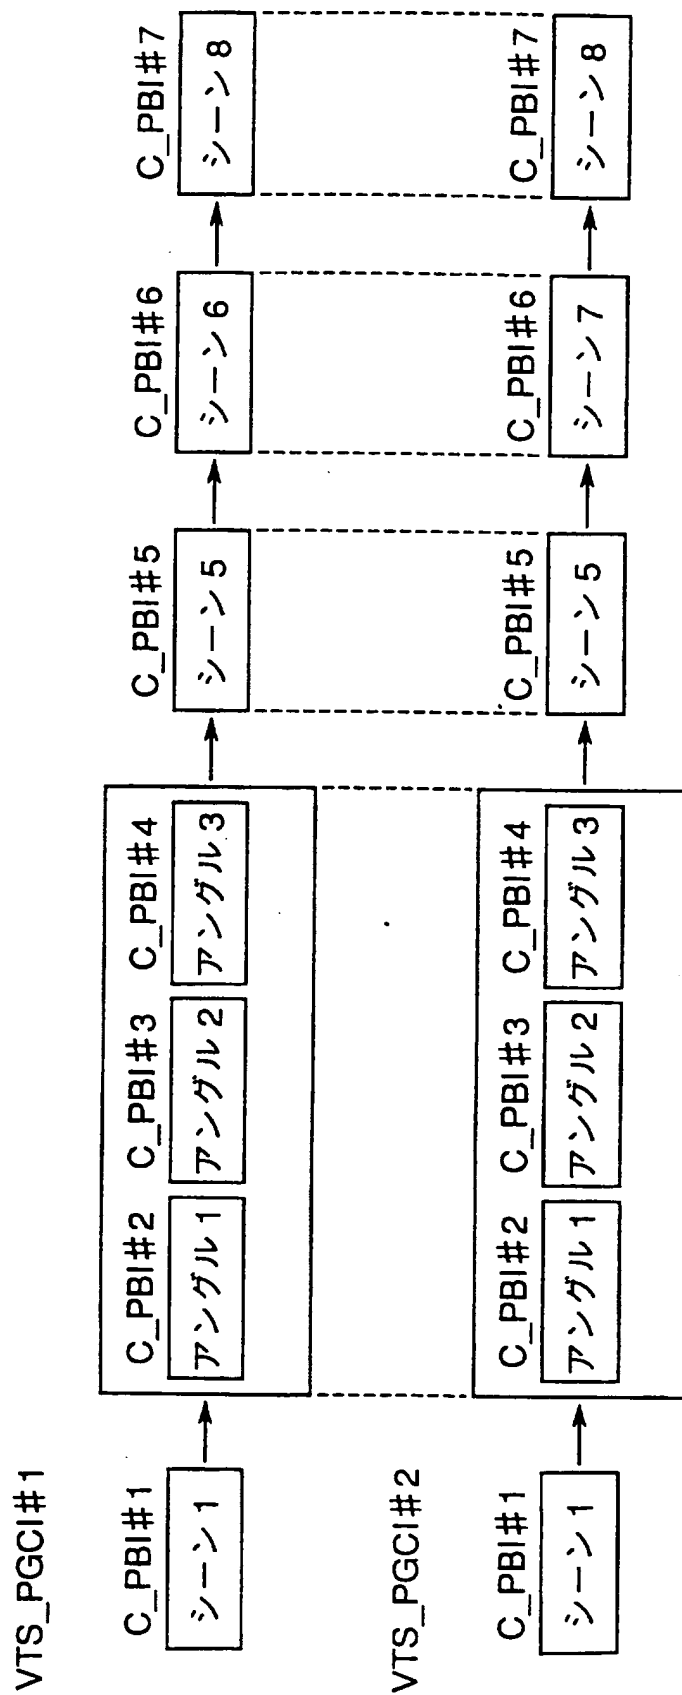 VTS_PGCI#1
C_PBI#1
シーン1
C_PBI#2
アングル1
C_PBI#3
アングル2
C_PBI#4
アングル3
C_PBI#5
シーン5
C_PBI#6
シーン6
C_PBI#7
シーン8
VTS_PGCI#2
C_PBI#1
シーン1
C_PBI#2
アングル1
C_PBI#3
アングル2
C_PBI#4
アングル3
C_PBI#5
シーン5
C_PBI#6
シーン7
C_PBI#7
シーン8